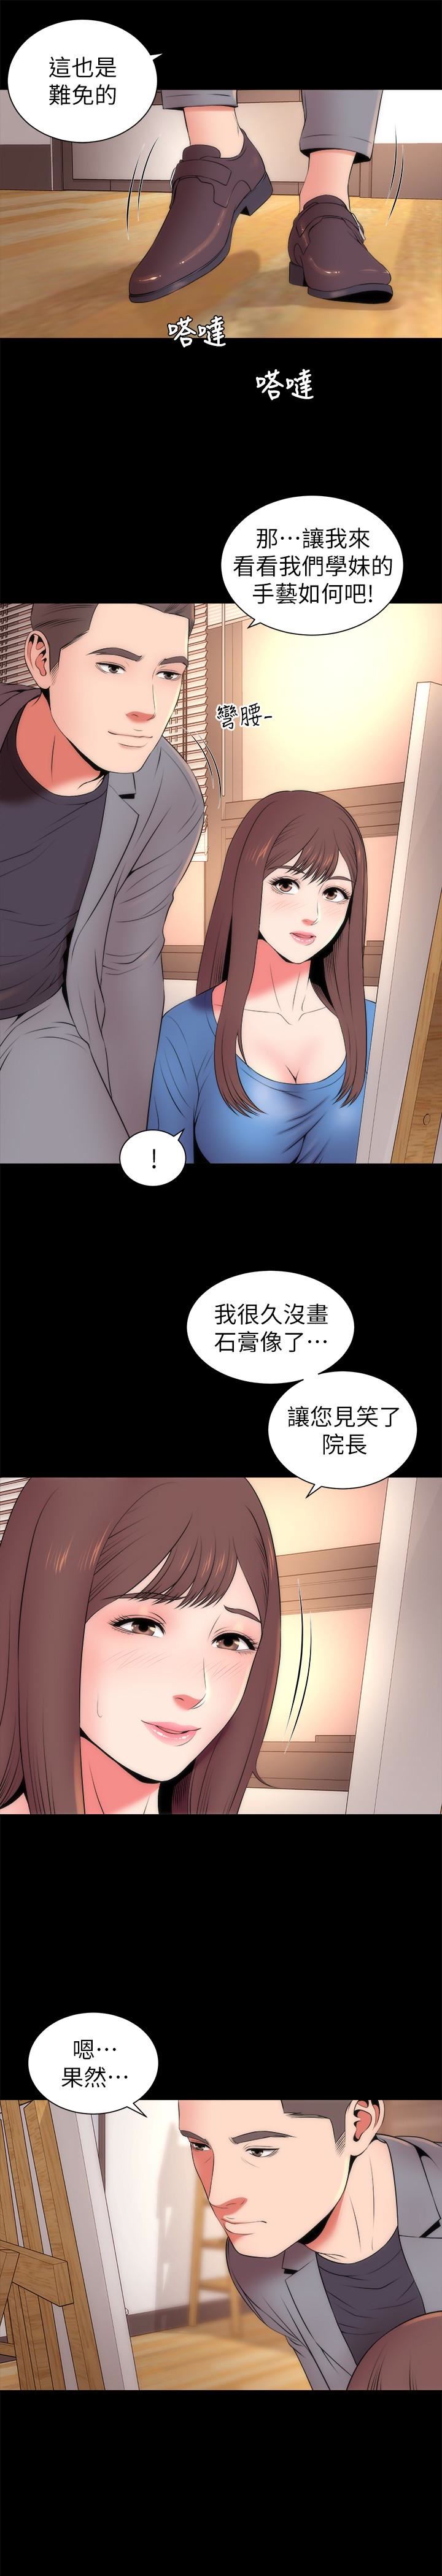 這也是
難免的
嗒噠
嗒噠
那⋯讓我來
看看我們學妹的
手藝如何吧!
彎腰-
!
我很久沒畫
石膏像了⋯
讓您見笑了
院長
嗯⋯
果然⋯